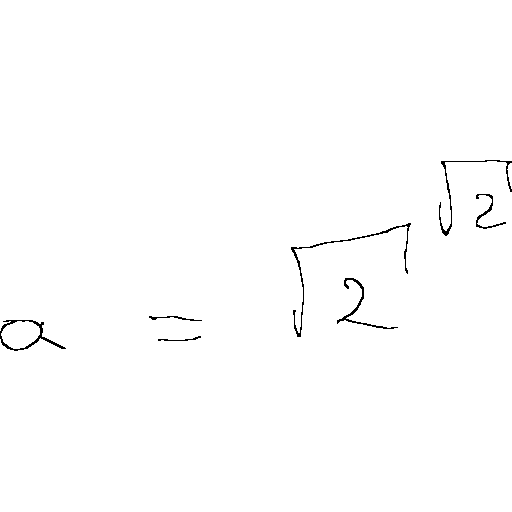 a = √2^√2